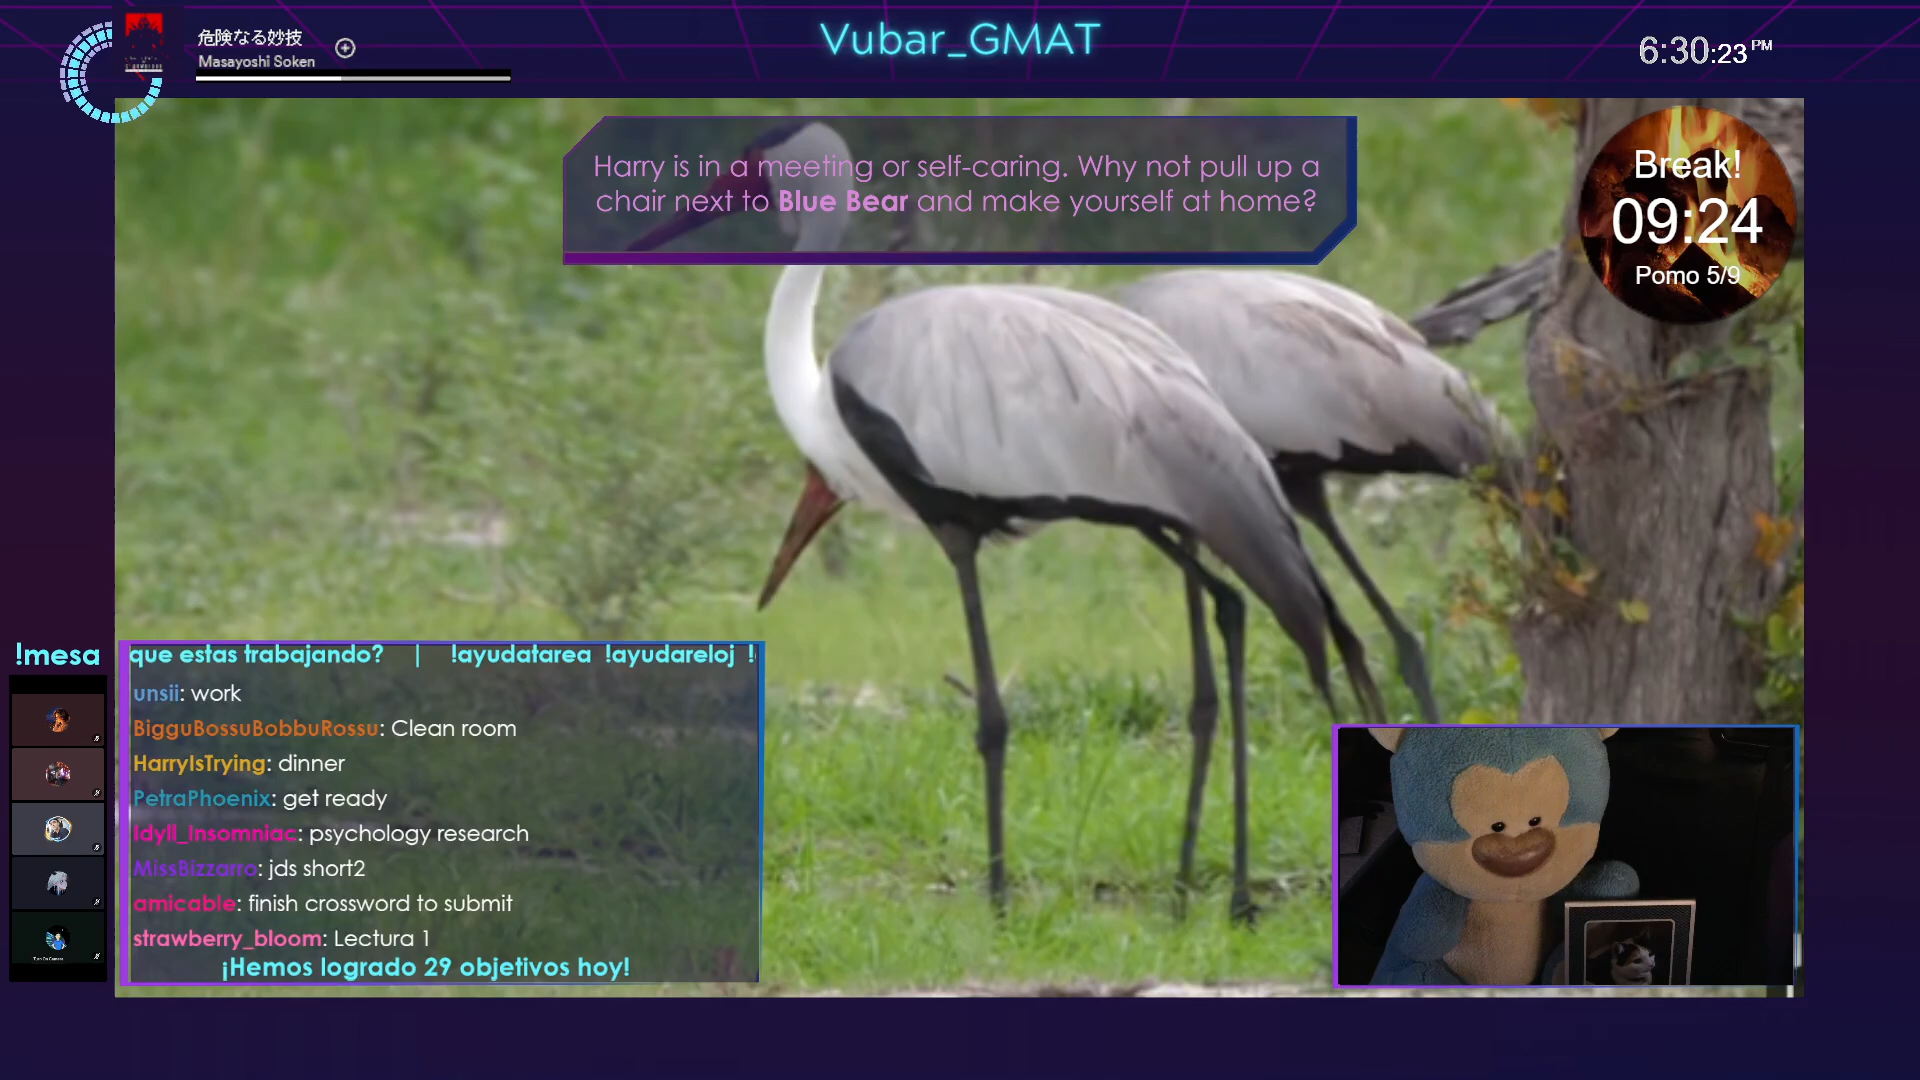 危険なる妙技
Masayoshi Soken
Vubar_GMAT
6:30:23 PM
Harry is in a meeting or self-caring. Why not pull up a
chair next to Blue Bear and make yourself at home?
Break!
09:24
Pomo 5/9
!mesa
que estas trabajando? | !ayudatarea !ayudareloj !
unsii: work
BigguBossuBobbuRossu: Clean room
HarryIsTrying: dinner
PetraPhoenix: get ready
Idyll_Insomniac: psychology research
MissBizzarro: jds short2
amicable: finish crossword to submit
strawberry_bloom: Lectura 1
¡Hemos logrado 29 objetivos hoy!